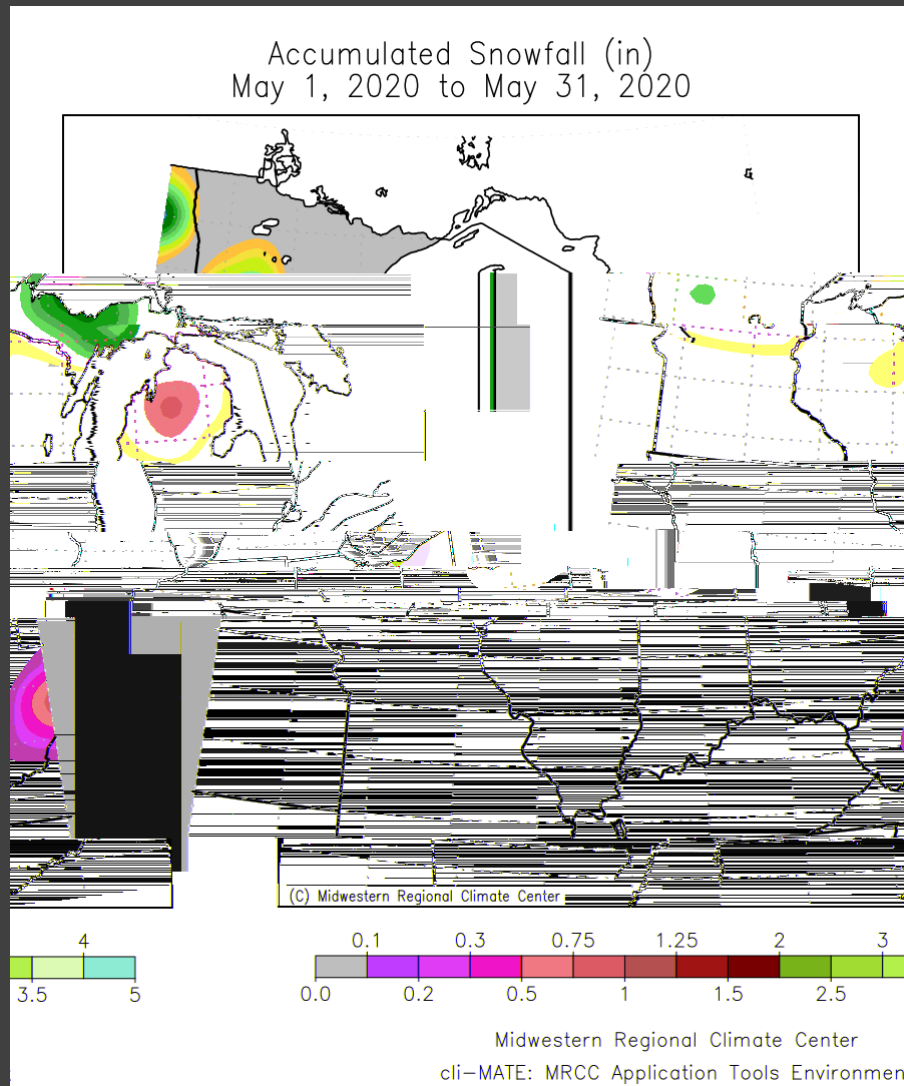 Accumulated Snowfall (in)
May 1, 2020 to May 31, 2020
(C) Midwestern Regional Climate Center
4
0.1 0.3 0.75 1.25 2 3
3.5 5
0.0 0.2 0.5 1 1.5 2.5
Midwestern Regional Climate Center
cli-MATE: MRCC Application Tools Environmen